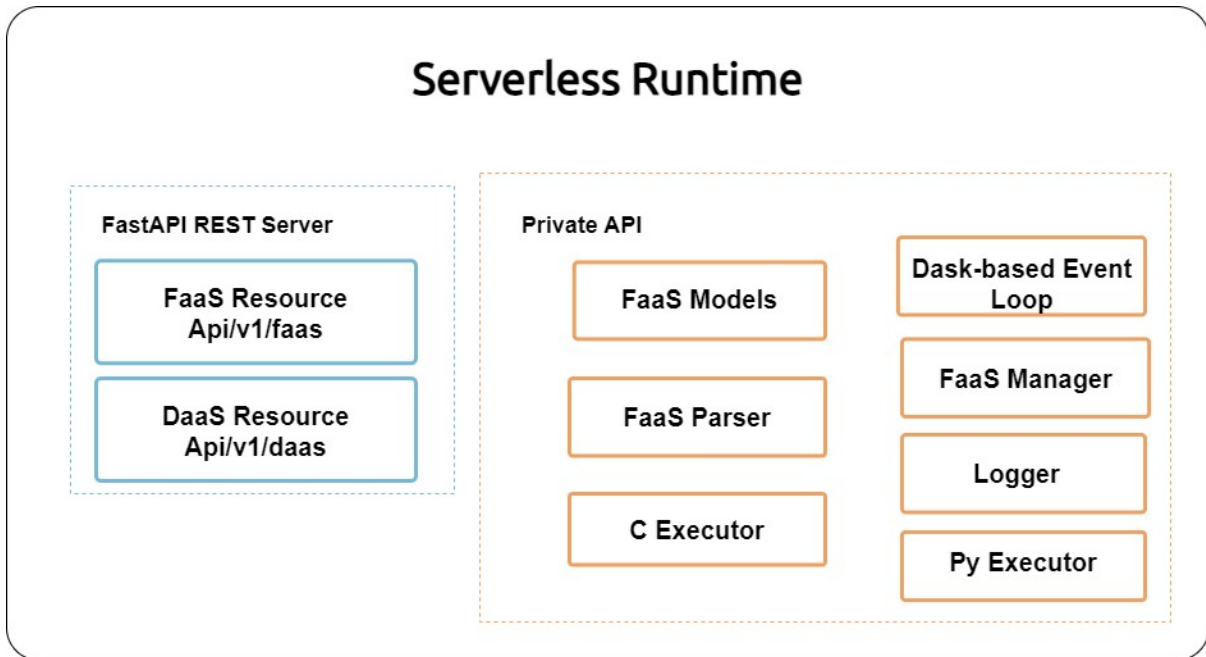 Serverless Runtime
FastAPI REST Server
FaaS Resource
Api/v1/faas
DaaS Resource
Api/v1/daas
Private API
FaaS Models
FaaS Parser
C Executor
Dask-based Event
Loop
FaaS Manager
Logger
Py Executor